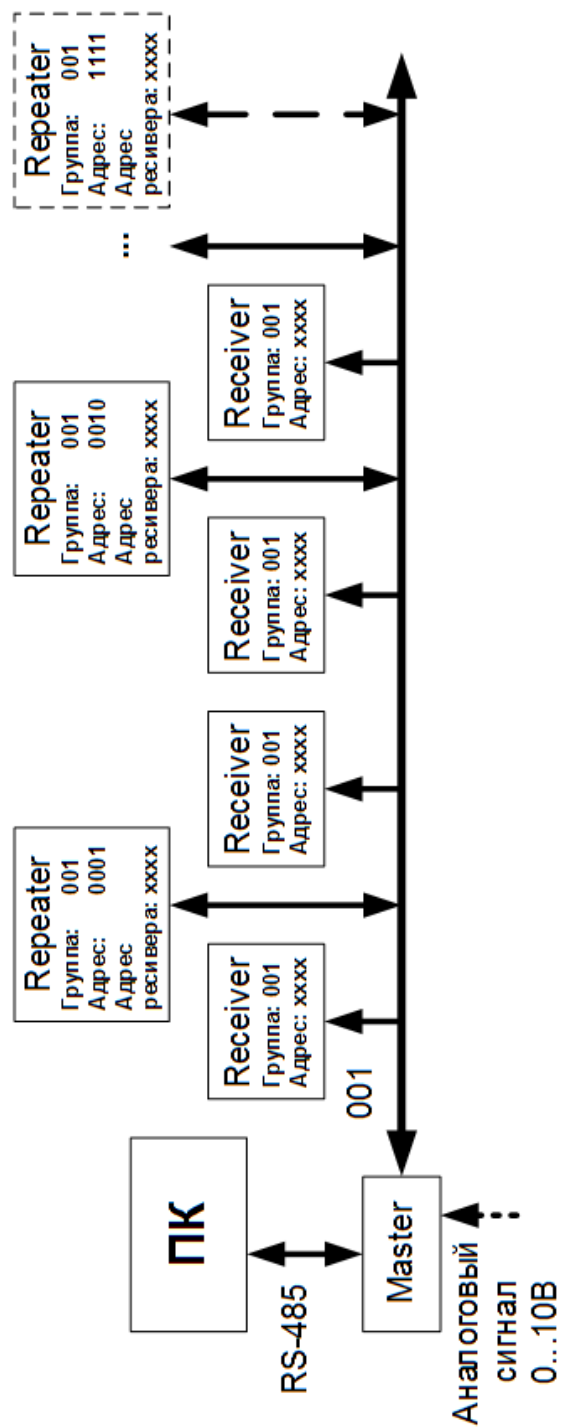 Repeater
Группа: 001
Адрес: 0001
Адрес
ресивера: xxxx
Repeater
Группа: 001
Адрес: 0010
Адрес
ресивера: xxxx
...
Repeater
Группа: 001
Адрес: 1111
Адрес
ресивера: xxxx
ПК
Receiver
Группа: 001
Адрес: xxxx
Receiver
Группа: 001
Адрес: xxxx
Receiver
Группа: 001
Адрес: xxxx
Receiver
Группа: 001
Адрес: xxxx
RS-485
001
Master
Аналоговый
сигнал
0...10В